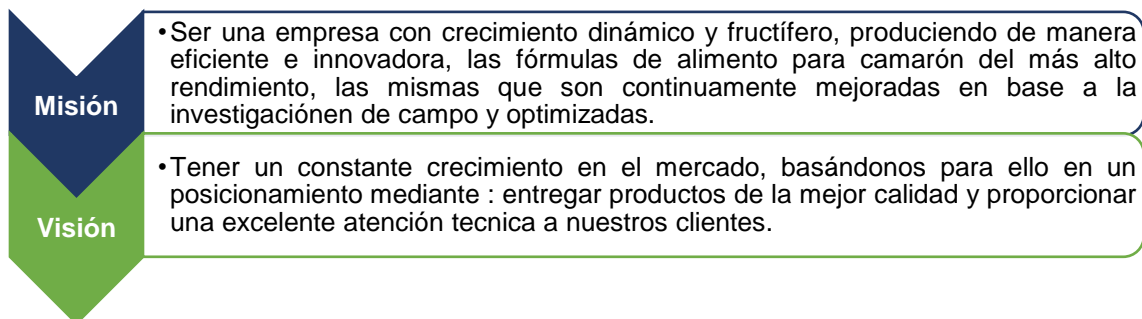 Misión
•Ser una empresa con crecimiento dinámico y fructífero, produciendo de manera
eficiente e innovadora, las fórmulas de alimento para camarón del más alto
rendimiento, las mismas que son continuamente mejoradas en base a la
investigaciónen de campo y optimizadas.
Visión
•Tener un constante crecimiento en el mercado, basándonos para ello en un
posicionamiento mediante : entregar productos de la mejor calidad y proporcionar
una excelente atención tecnica a nuestros clientes.